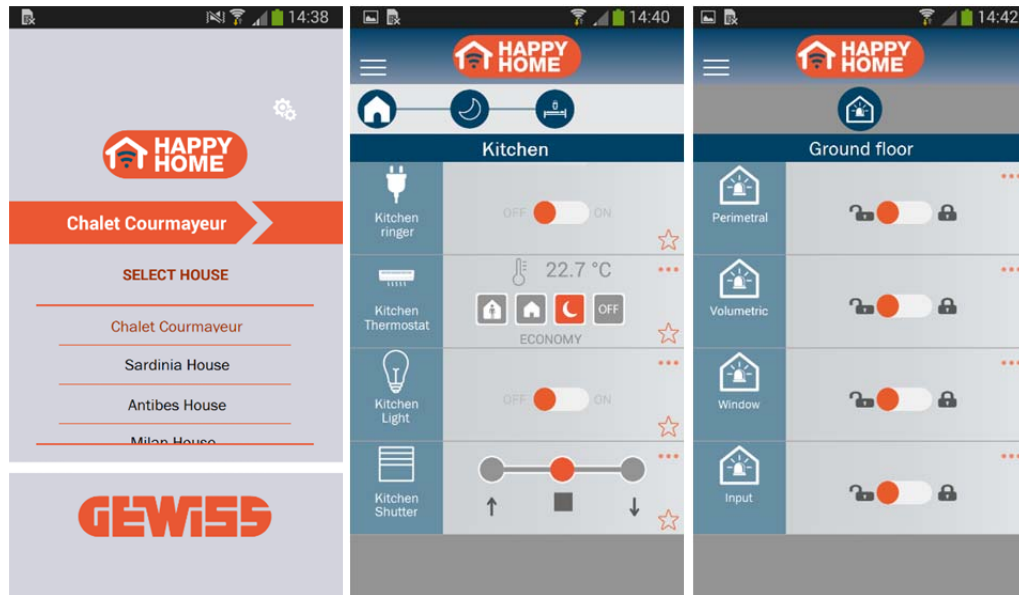 14:38
HAPPY
HOME
Chalet Courmayeur
SELECT HOUSE
Chalet Courmayeur
Sardinia House
Antibes House
Milan House
GEWISS
14:40
HAPPY
HOME
Kitchen
Kitchen
ringer
OFF ON
22.7 °C
OFF
Kitchen
Thermostat
ECONOMY
Kitchen
Light
OFF ON
Kitchen
Shutter
14:42
HAPPY
HOME
Ground floor
Perimetral
Volumetric
Window
Input